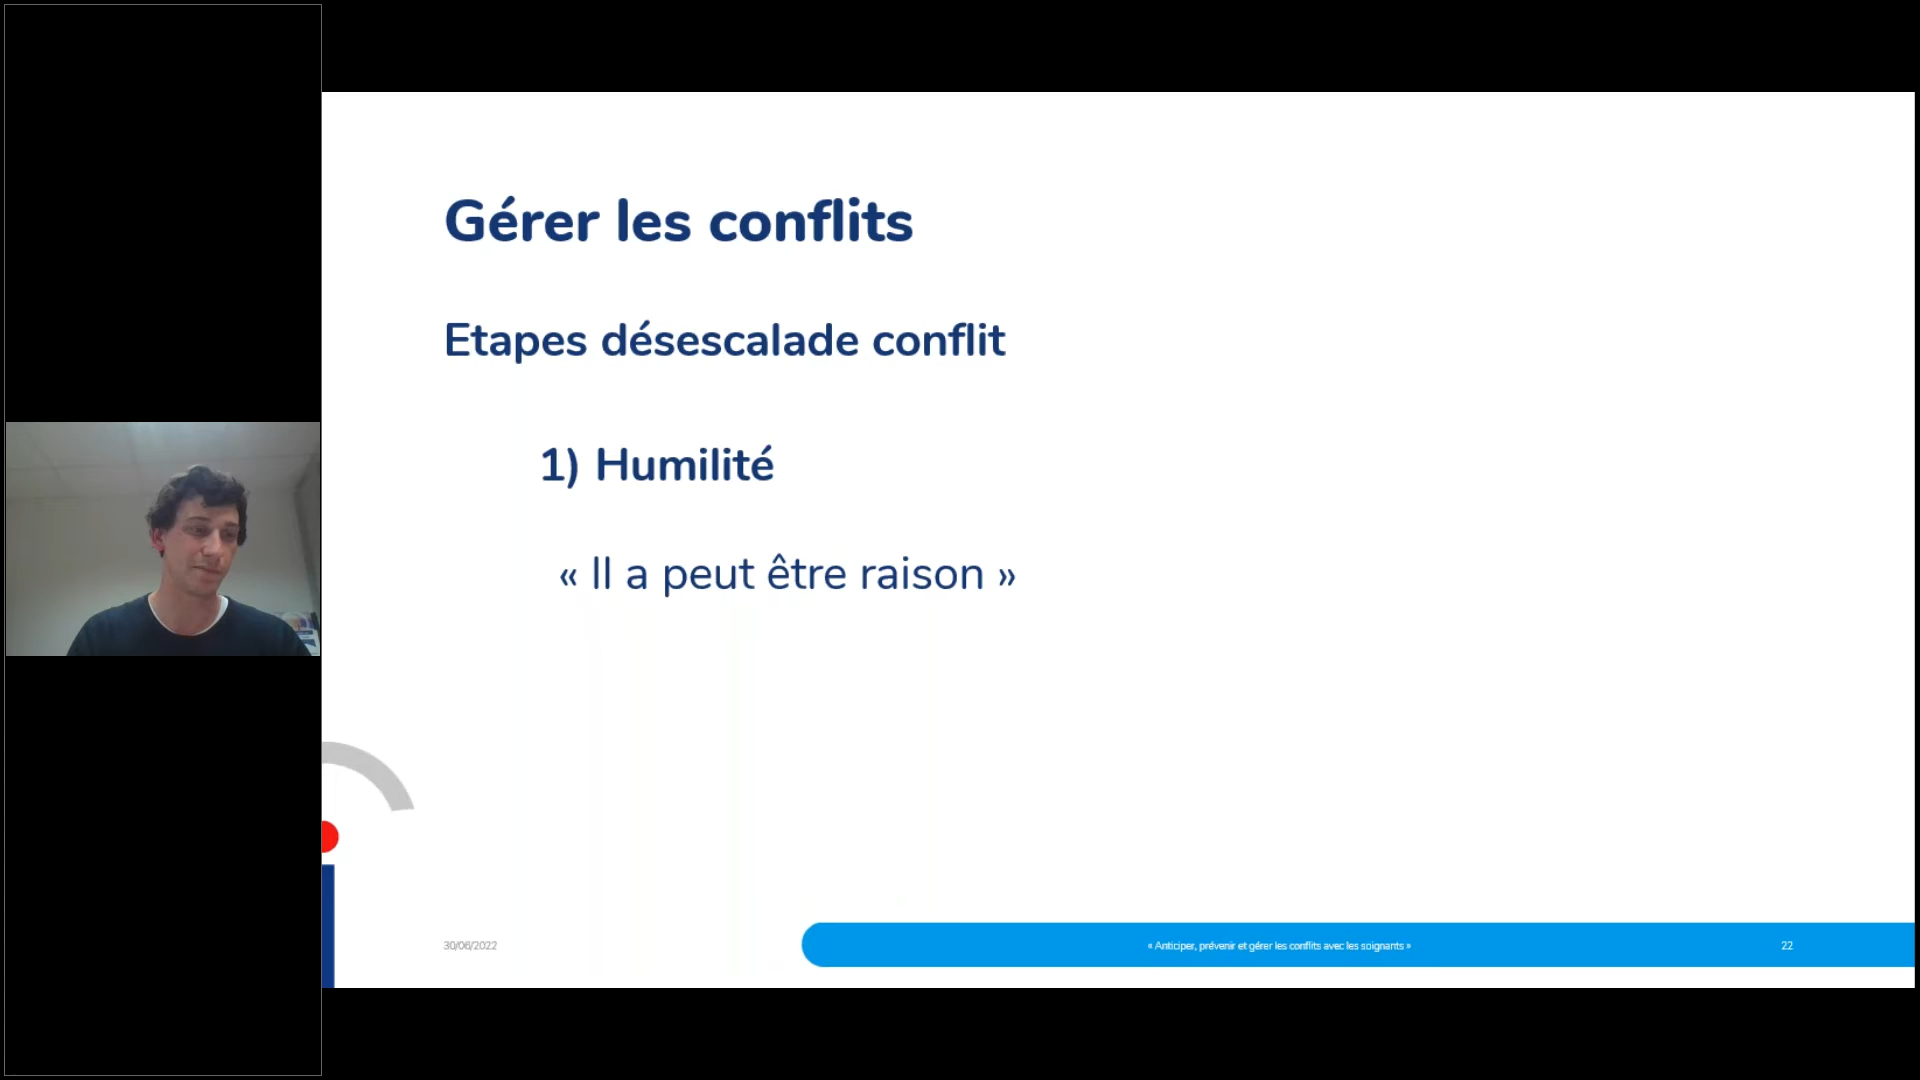 Gérer les conflits
Etapes désescalade conflit
1) Humilité
« Il a peut être raison »
30/06/2022
« Anticiper, prévenir et gérer les conflits avec les soignants »
22